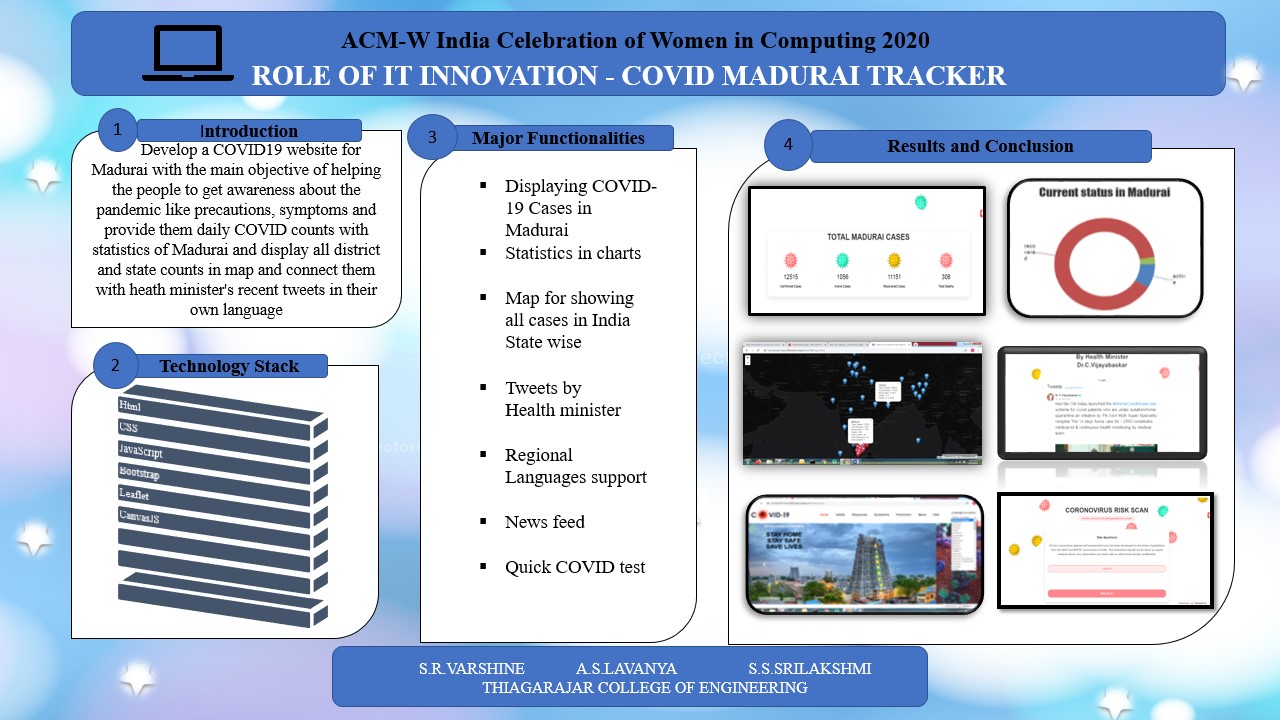 ACM-W India Celebration of Women in Computing 2020
ROLE OF IT INNOVATION - COVID MADURAI TRACKER
1
Introduction
Develop a COVID19 website for
Madurai with the main objective of helping
the people to get awareness about the
pandemic like precautions, symptoms and
provide them daily COVID counts with
statistics of Madurai and display all district
and state counts in map and connect them
with health minister's recent tweets in their
own language
2
Technology Stack
Html
CSS
JavaScript
Bootstrap
Leaflet
CanvasJS
3
Major Functionalities
▪ Displaying COVID-
19 Cases in
Madurai
▪ Statistics in charts
▪ Map for showing
all cases in India
State wise
▪ Tweets by
Health minister
▪ Regional
Languages support
▪ News feed
▪ Quick COVID test
4
Results and Conclusion
TOTAL MADURAI CASES
12515
1056
11151
308
Confirmed Cases
Active Cases
Recovered Cases
Total Deaths
Current status in Madurai
reco
vere
d
activ
e
By Health Minister
Dr.C.Vijayabaskar
Tweets
COVID-19
STAY HOME
STAY SAFE
SAVE LIVES
CORONOVIRUS RISK SCAN
S.R.VARSHINE A.S.LAVANYA S.S.SRILAKSHMI
THIAGARAJAR COLLEGE OF ENGINEERING